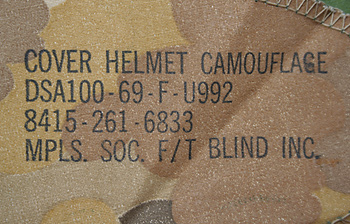 COVER HELMET CAMOUFLAGE
DSA100-69-F-U992
8415-261-6833
MPLS. SOC. F/T BLIND INC.